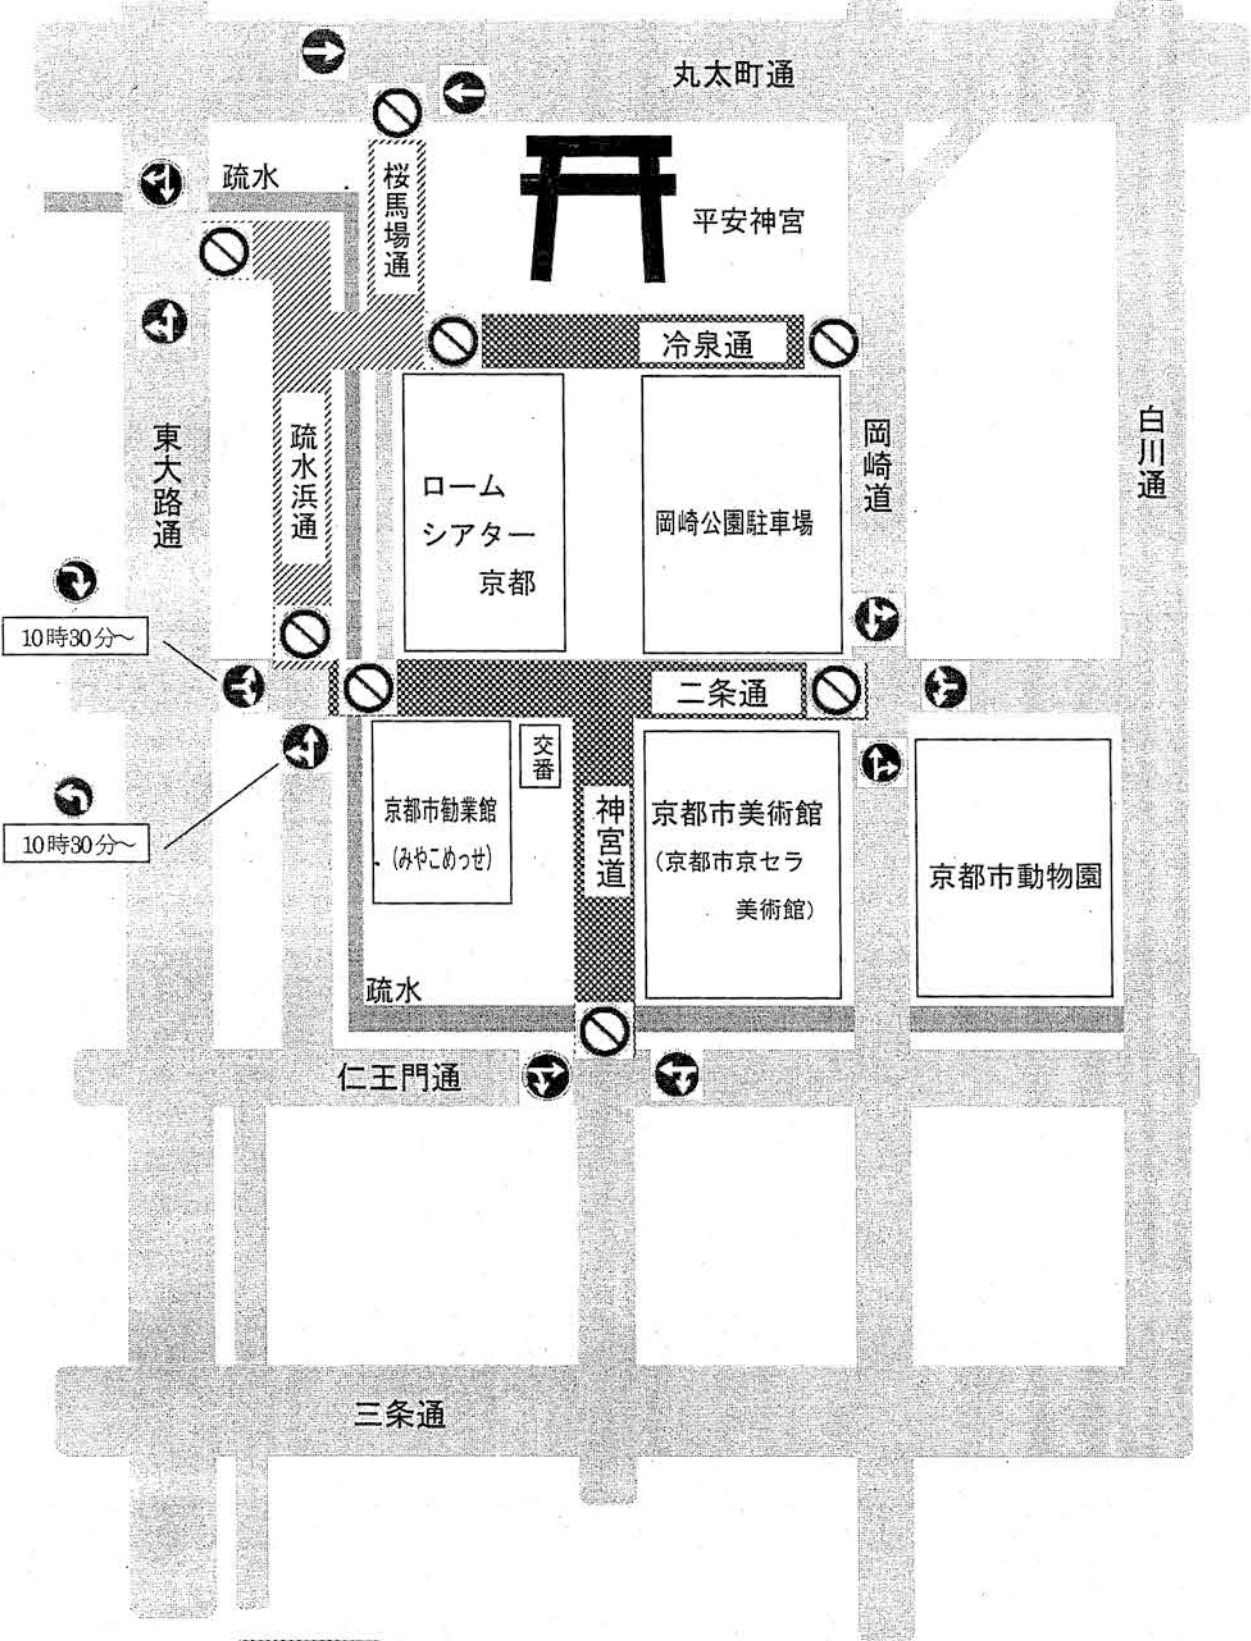 丸太町通
疏水
桜馬場通
平安神宮
冷泉通
東大路通
疏水浜通
ローム
シアター
京都
岡崎公園駐車場
岡崎道
白川通
10時30分～
二条通
交番
京都市勧業館
(みやこめっせ)
神宮道
京都市美術館
(京都市京セラ
美術館)
京都市動物園
10時30分～
疏水
仁王門通
三条通